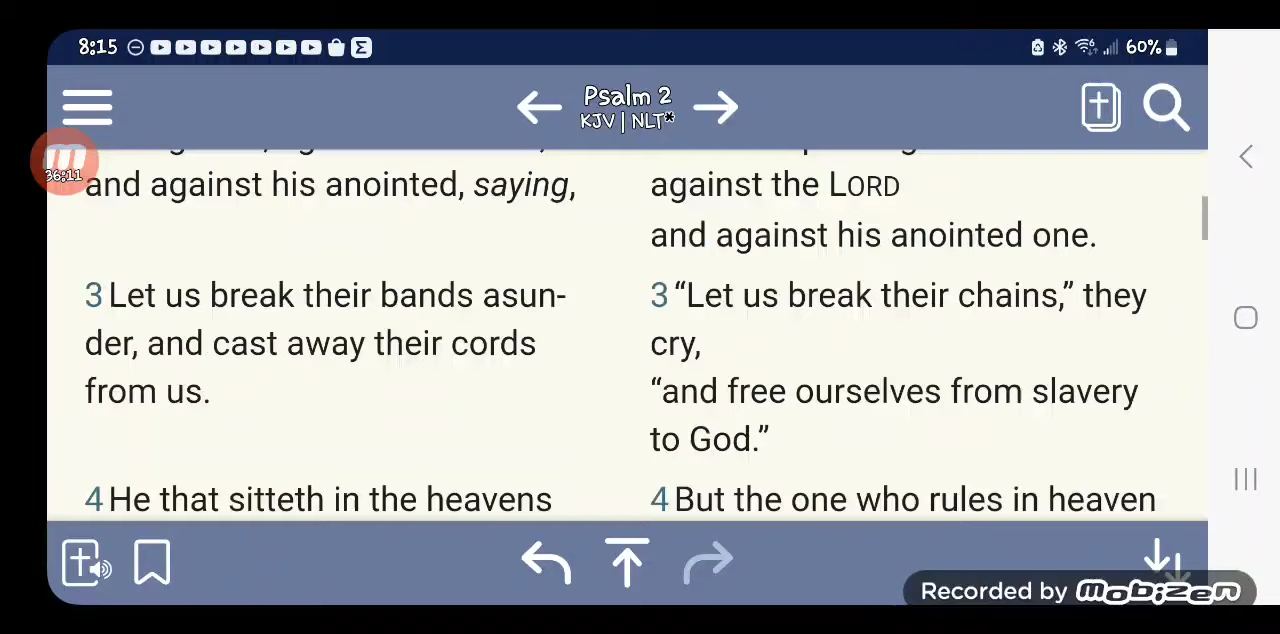 8:15
60%
Psalm 2
KJV | NLT*
36:11
and against his anointed, saying,
3 Let us break their bands asun-
der, and cast away their cords
from us.
4 He that sitteth in the heavens
against the LORD
and against his anointed one.
3 “Let us break their chains,” they
cry,
“and free ourselves from slavery
to God.”
4 But the one who rules in heaven
Recorded by Mobizen